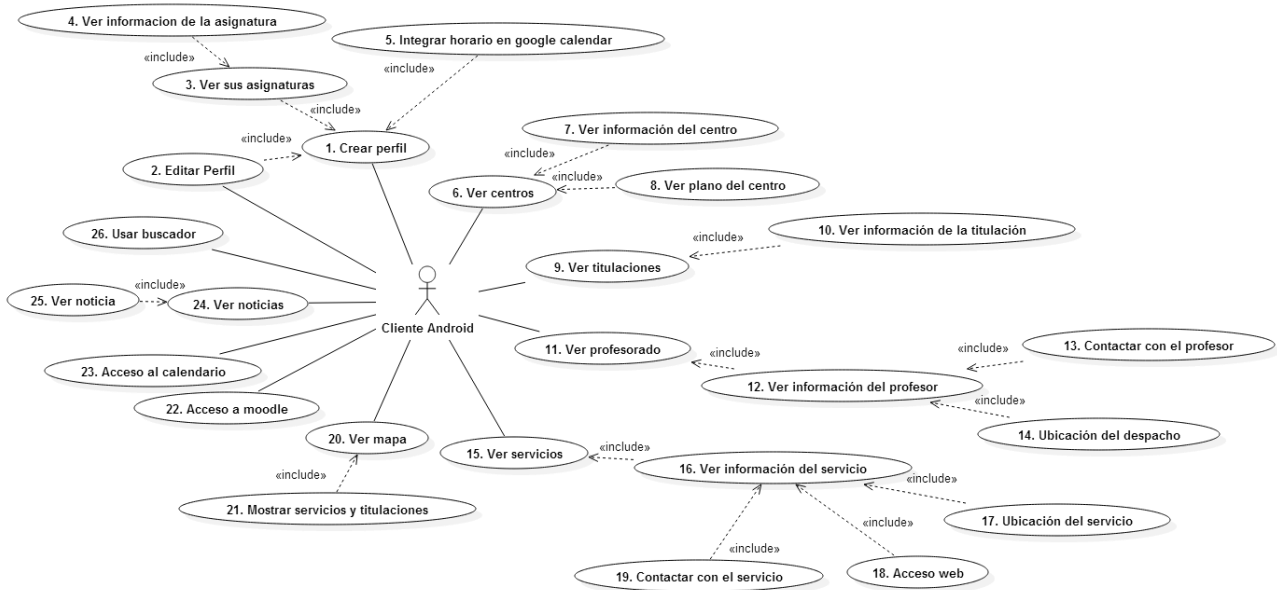 4. Ver informacion de la asignatura
5. Integrar horario en google calendar
«include»
«include»
3. Ver sus asignaturas
«include»
7. Ver información del centro
«include»
1. Crear perfil
«include»
2. Editar Perfil
«include»
6. Ver centros
8. Ver plano del centro
26. Usar buscador
10. Ver información de la titulación
«include»
9. Ver titulaciones
«include»
25. Ver noticia
24. Ver noticias
Cliente Android
11. Ver profesorado
13. Contactar con el profesor
«include»
«include»
23. Acceso al calendario
12. Ver información del profesor
«include»
22. Acceso a moodle
14. Ubicación del despacho
20. Ver mapa
15. Ver servicios
«include»
16. Ver información del servicio
«include»
«include»
21. Mostrar servicios y titulaciones
17. Ubicación del servicio
«include»
«include»
19. Contactar con el servicio
18. Acceso web